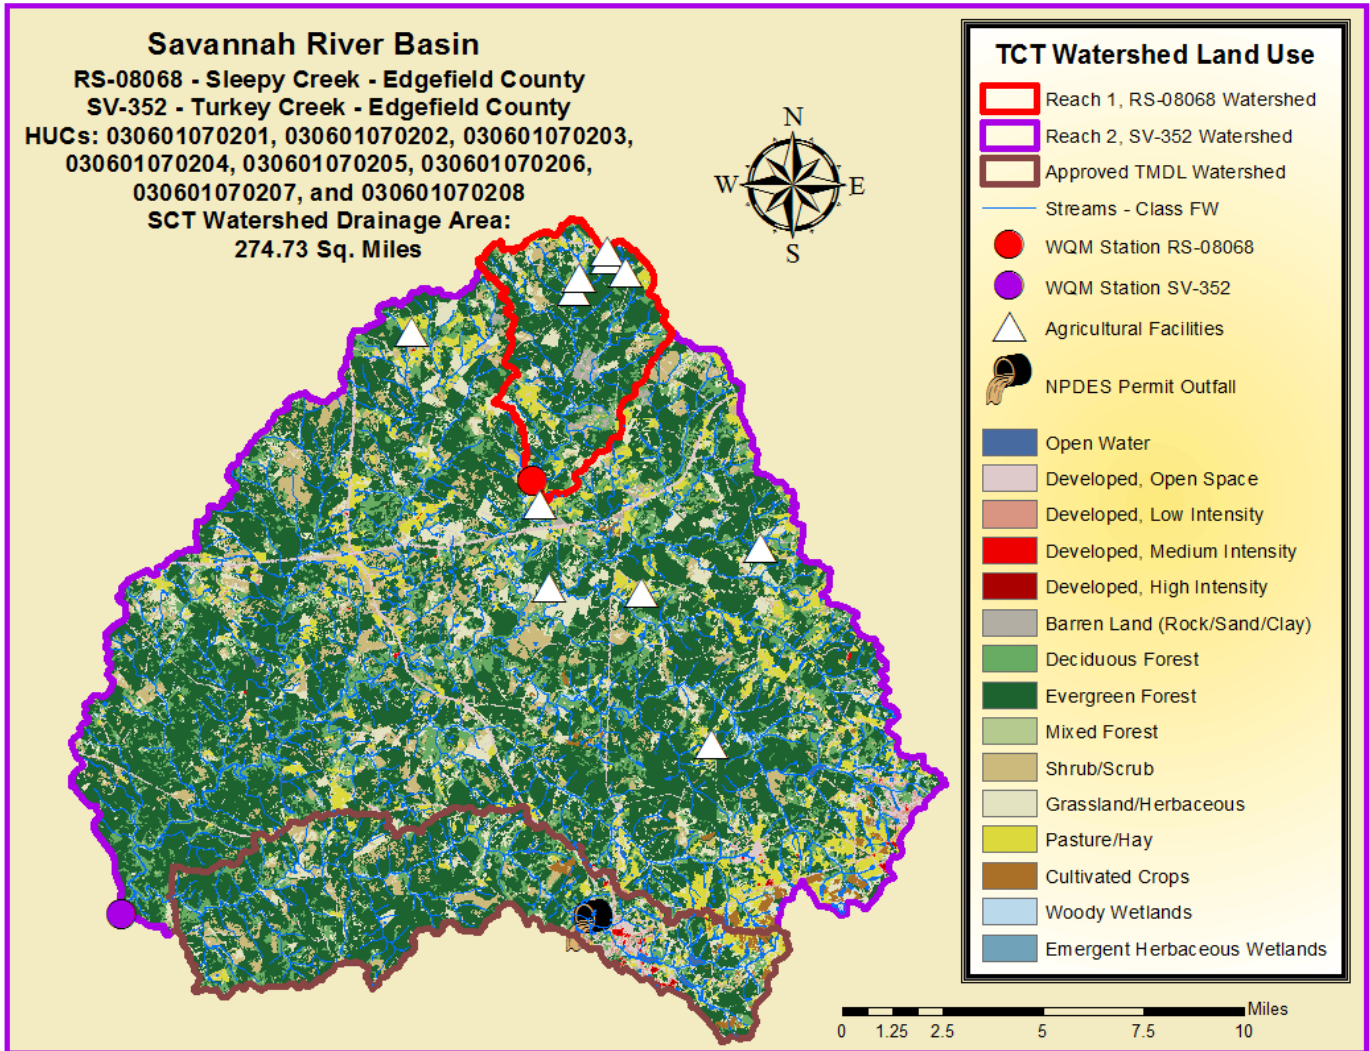 Savannah River Basin
RS-08068 - Sleepy Creek - Edgefield County
SV-352 - Turkey Creek - Edgefield County
HUCs: 030601070201, 030601070202, 030601070203,
030601070204, 030601070205, 030601070206,
030601070207, and 030601070208
SCT Watershed Drainage Area:
274.73 Sq. Miles
N
W
E
S
TCT Watershed Land Use
Reach 1, RS-08068 Watershed
Reach 2, SV-352 Watershed
Approved TMDL Watershed
Streams - Class FW
WQM Station RS-08068
WQM Station SV-352
Agricultural Facilities
NPDES Permit Outfall
Open Water
Developed, Open Space
Developed, Low Intensity
Developed, Medium Intensity
Developed, High Intensity
Barren Land (Rock/Sand/Clay)
Deciduous Forest
Evergreen Forest
Mixed Forest
Shrub/Scrub
Grassland/Herbaceous
Pasture/Hay
Cultivated Crops
Woody Wetlands
Emergent Herbaceous Wetlands
Miles
0 1.25 2.5 5 7.5 10